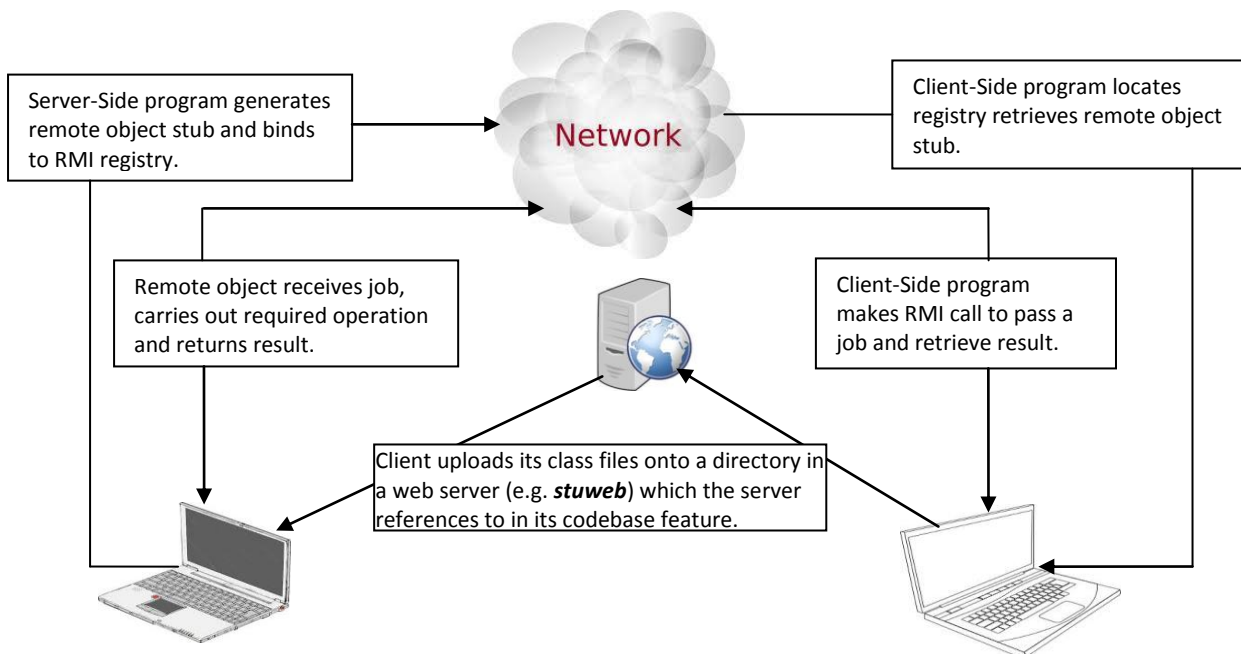 Server-Side program generates
remote object stub and binds
to RMI registry.
Network
Client-Side program locates
registry retrieves remote object
stub.
Remote object receives job,
carries out required operation
and returns result.
Client-Side program
makes RMI call to pass a
job and retrieve result.
Client uploads its class files onto a directory in
a web server (e.g. stuweb) which the server
references to in its codebase feature.